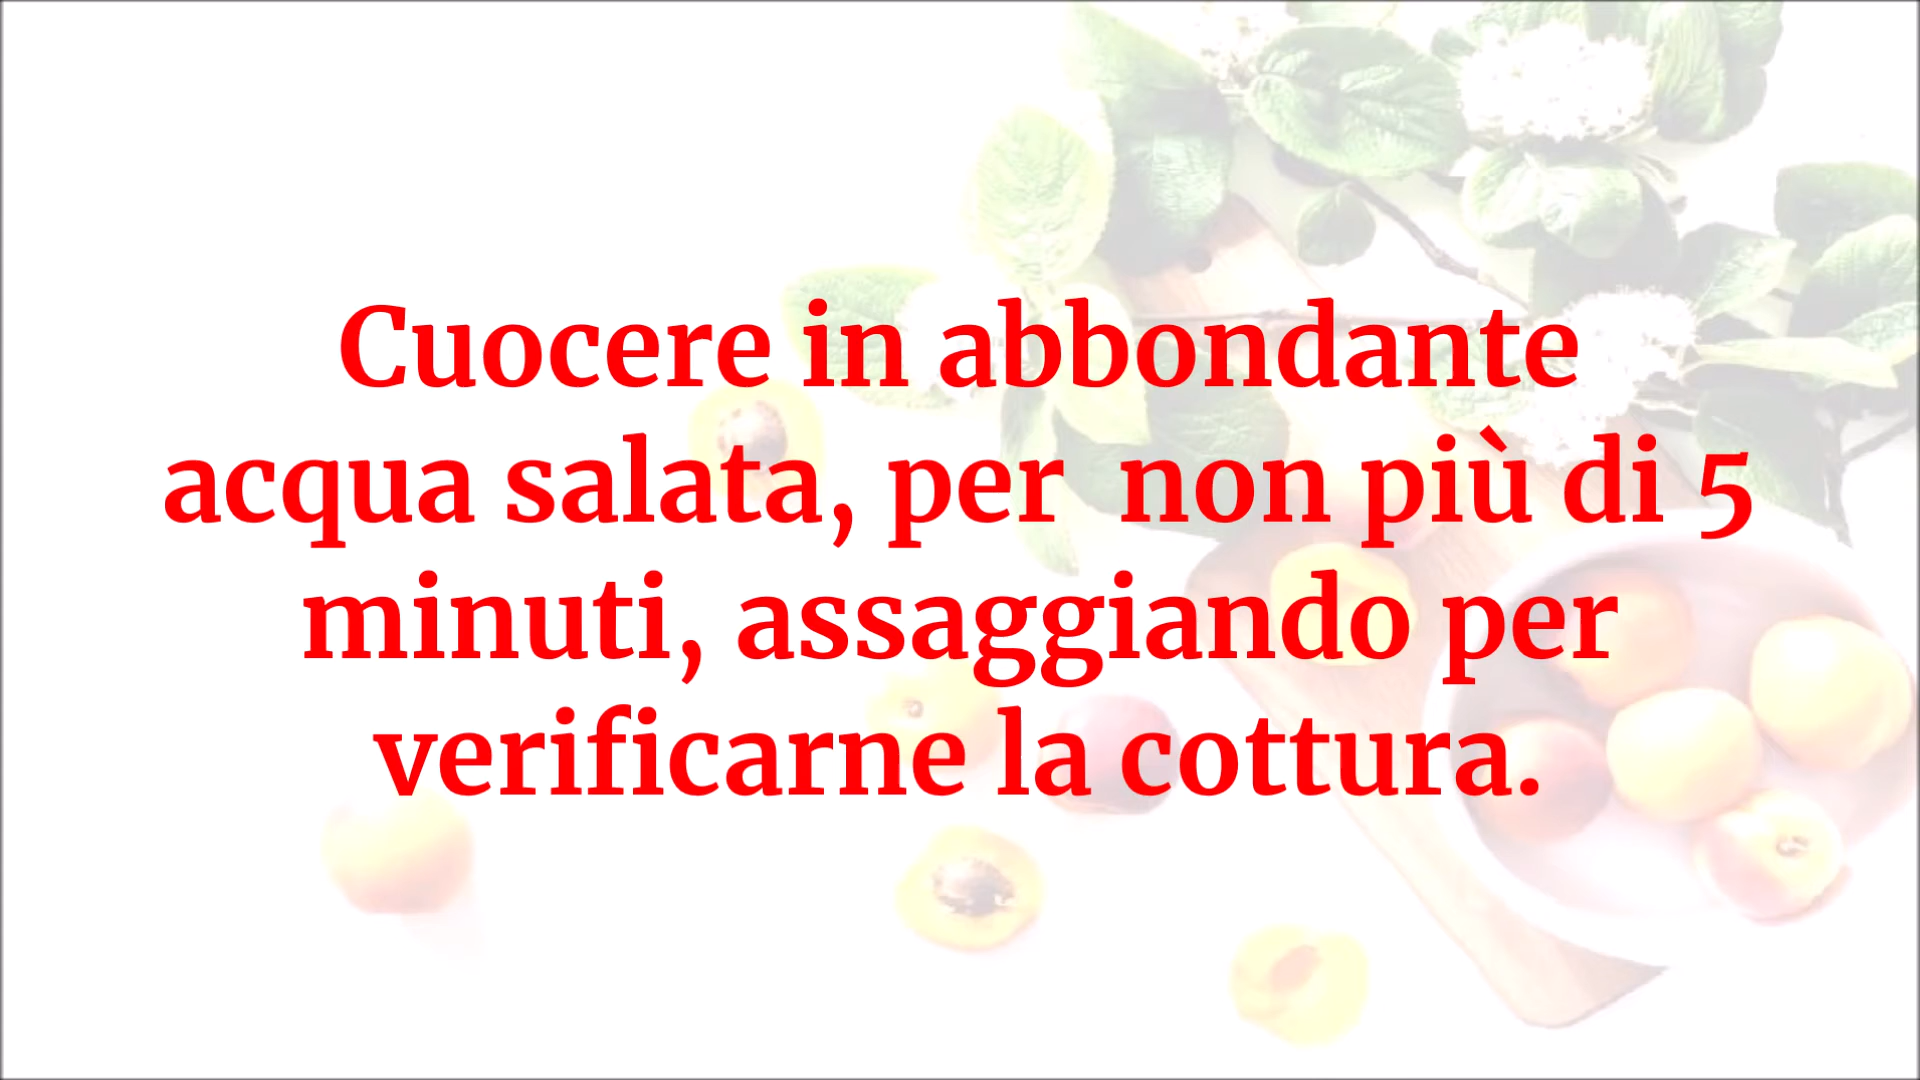 Cuocere in abbondante
acqua salata, per  non più di 5
minuti, assaggiando per
verificarne la cottura.